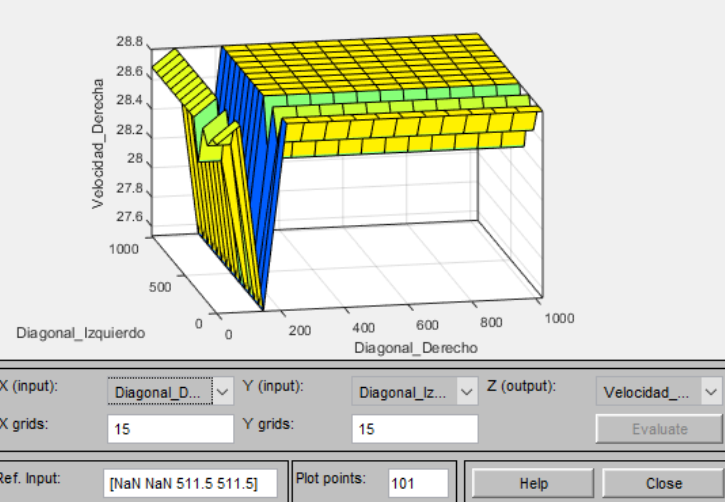 28.8
28.6
28.4
28.2
28
27.8
27.6
Velocidad_Derecha
1000
500
0
Diagonal_Izquierdo
0
200
400
600
800
1000
Diagonal_Derecho
X (input): Diagonal_D... Y (input): Diagonal_Iz... Z (output): Velocidad_...
X grids: 15 Y grids: 15 Evaluate
Ref. Input: [NaN NaN 511.5 511.5] Plot points: 101 Help Close